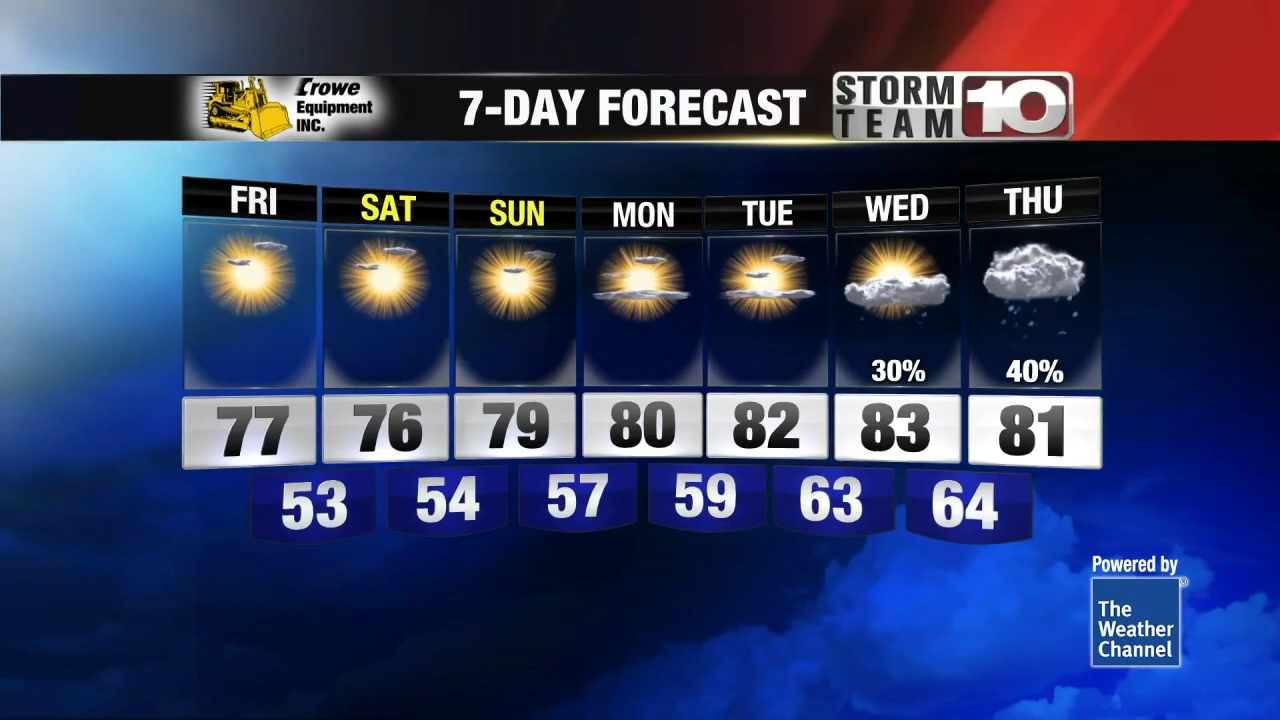 Crowe
Equipment
INC.
7-DAY FORECAST
STORM
TEAM
10
FRI SAT SUN MON TUE WED THU
30% 40%
77 76 79 80 82 83 81
53 54 57 59 63 64
Powered by
The
Weather
Channel
®